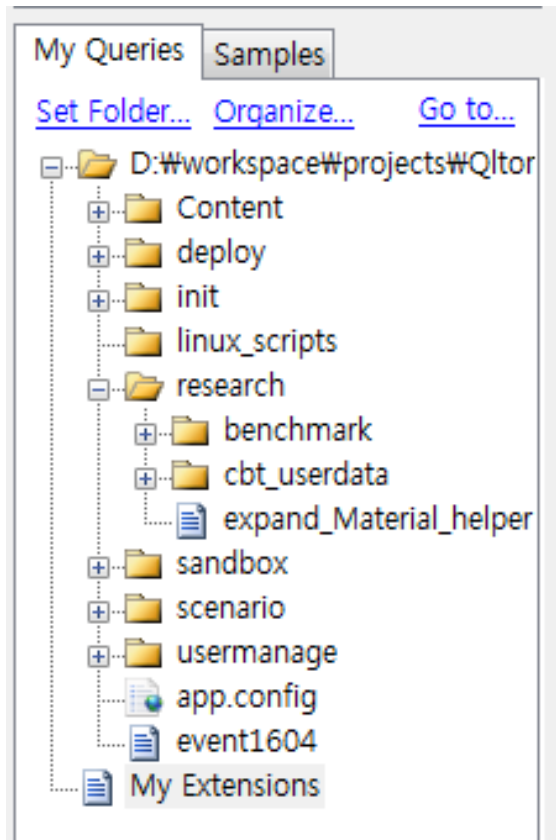 My Queries Samples
Set Folder... Organize... Go to...
D:₩workspace₩projects₩Qltor
Content
deploy
init
linux_scripts
research
benchmark
cbt_userdata
expand_Material_helper
sandbox
scenario
usermanage
app.config
event1604
My Extensions